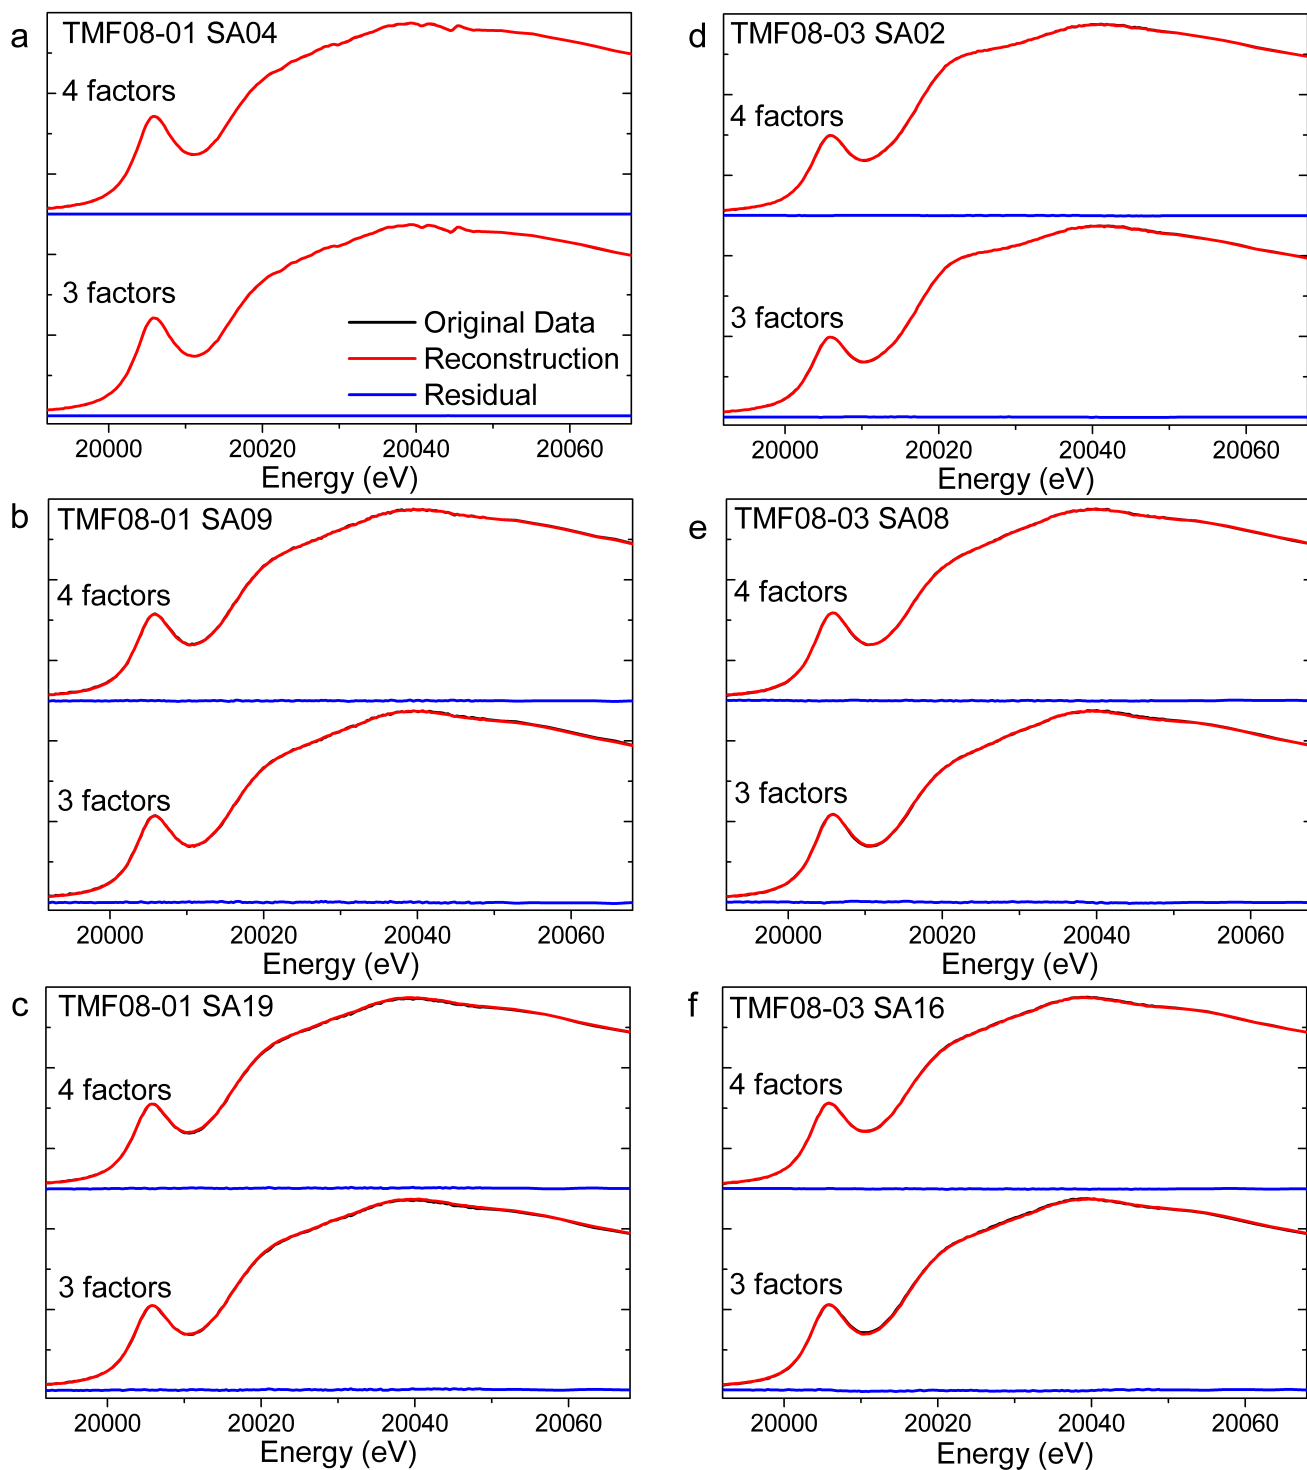 a
TMF08-01 SA04
4 factors
3 factors
Original Data
Reconstruction
Residual
20000 20020 20040 20060
Energy (eV)
d
TMF08-03 SA02
4 factors
3 factors
20000 20020 20040 20060
Energy (eV)
b
TMF08-01 SA09
4 factors
3 factors
20000 20020 20040 20060
Energy (eV)
e
TMF08-03 SA08
4 factors
3 factors
20000 20020 20040 20060
Energy (eV)
c
TMF08-01 SA19
4 factors
3 factors
20000 20020 20040 20060
Energy (eV)
f
TMF08-03 SA16
4 factors
3 factors
20000 20020 20040 20060
Energy (eV)